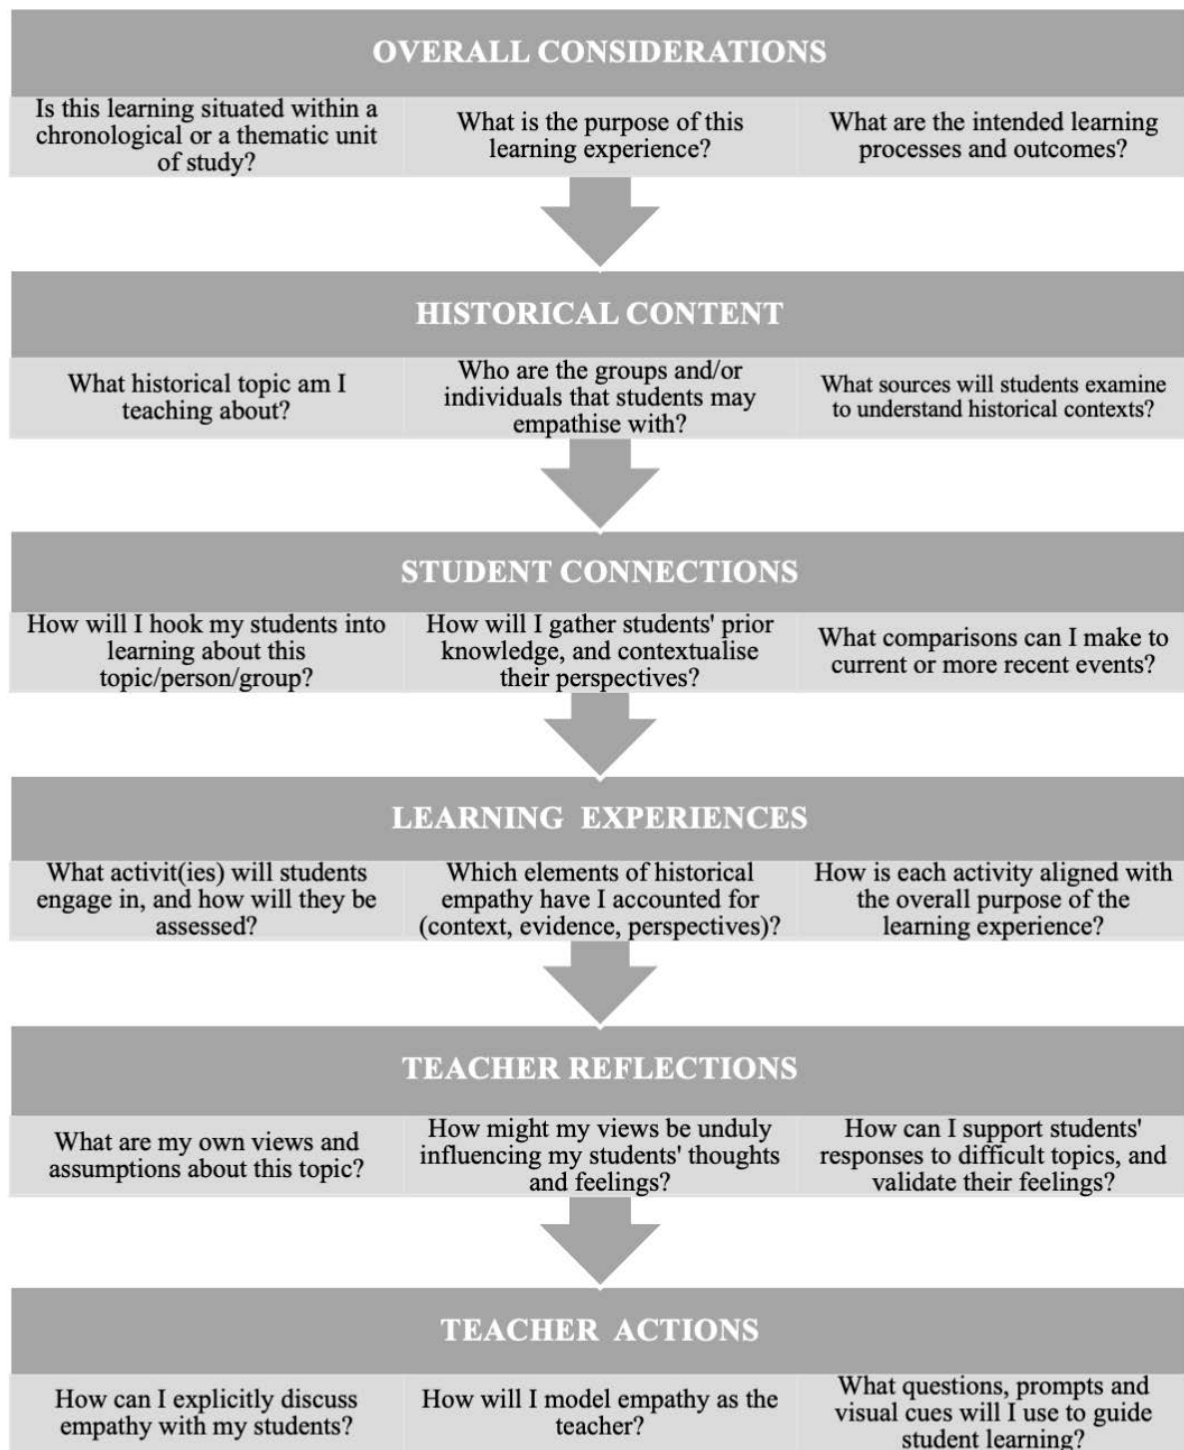 OVERALL CONSIDERATIONS
Is this learning situated within a
chronological or a thematic unit
of study?
What is the purpose of this
learning experience?
What are the intended learning
processes and outcomes?
HISTORICAL CONTENT
What historical topic am I
teaching about?
Who are the groups and/or
individuals that students may
empathise with?
What sources will students examine
to understand historical contexts?
STUDENT CONNECTIONS
How will I hook my students into
learning about this
topic/person/group?
How will I gather students' prior
knowledge, and contextualise
their perspectives?
What comparisons can I make to
current or more recent events?
LEARNING EXPERIENCES
What activit(ies) will students
engage in, and how will they be
assessed?
Which elements of historical
empathy have I accounted for
(context, evidence, perspectives)?
How is each activity aligned with
the overall purpose of the
learning experience?
TEACHER REFLECTIONS
What are my own views and
assumptions about this topic?
How might my views be unduly
influencing my students' thoughts
and feelings?
How can I support students'
responses to difficult topics, and
validate their feelings?
TEACHER ACTIONS
How can I explicitly discuss
empathy with my students?
How will I model empathy as the
teacher?
What questions, prompts and
visual cues will I use to guide
student learning?